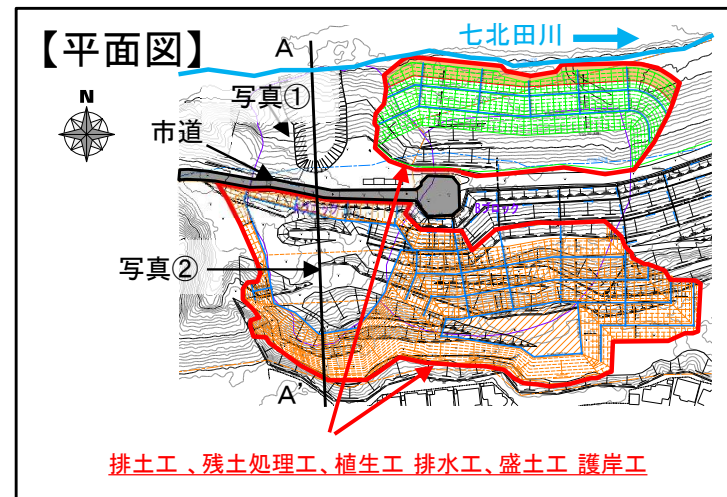 【平面図】
A
七北田川
N
写真①
市道
写真②
A'
排土工 、残土処理工、植生工 排水工、盛土工 護岸工